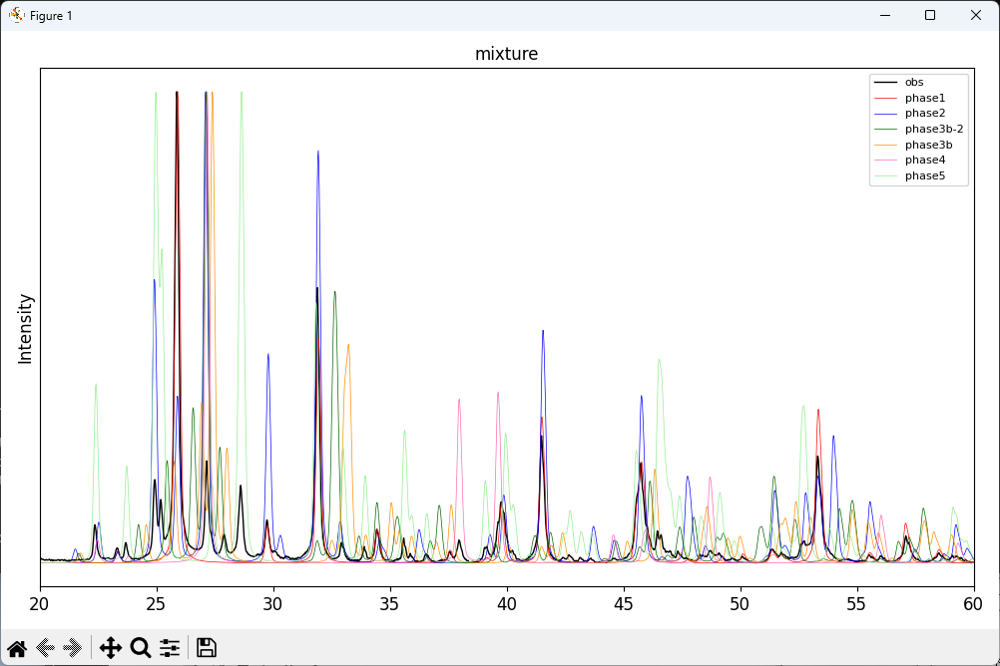 Figure 1
mixture
Intensity
obs
phase1
phase2
phase3b-2
phase3b
phase4
phase5
20 25 30 35 40 45 50 55 60